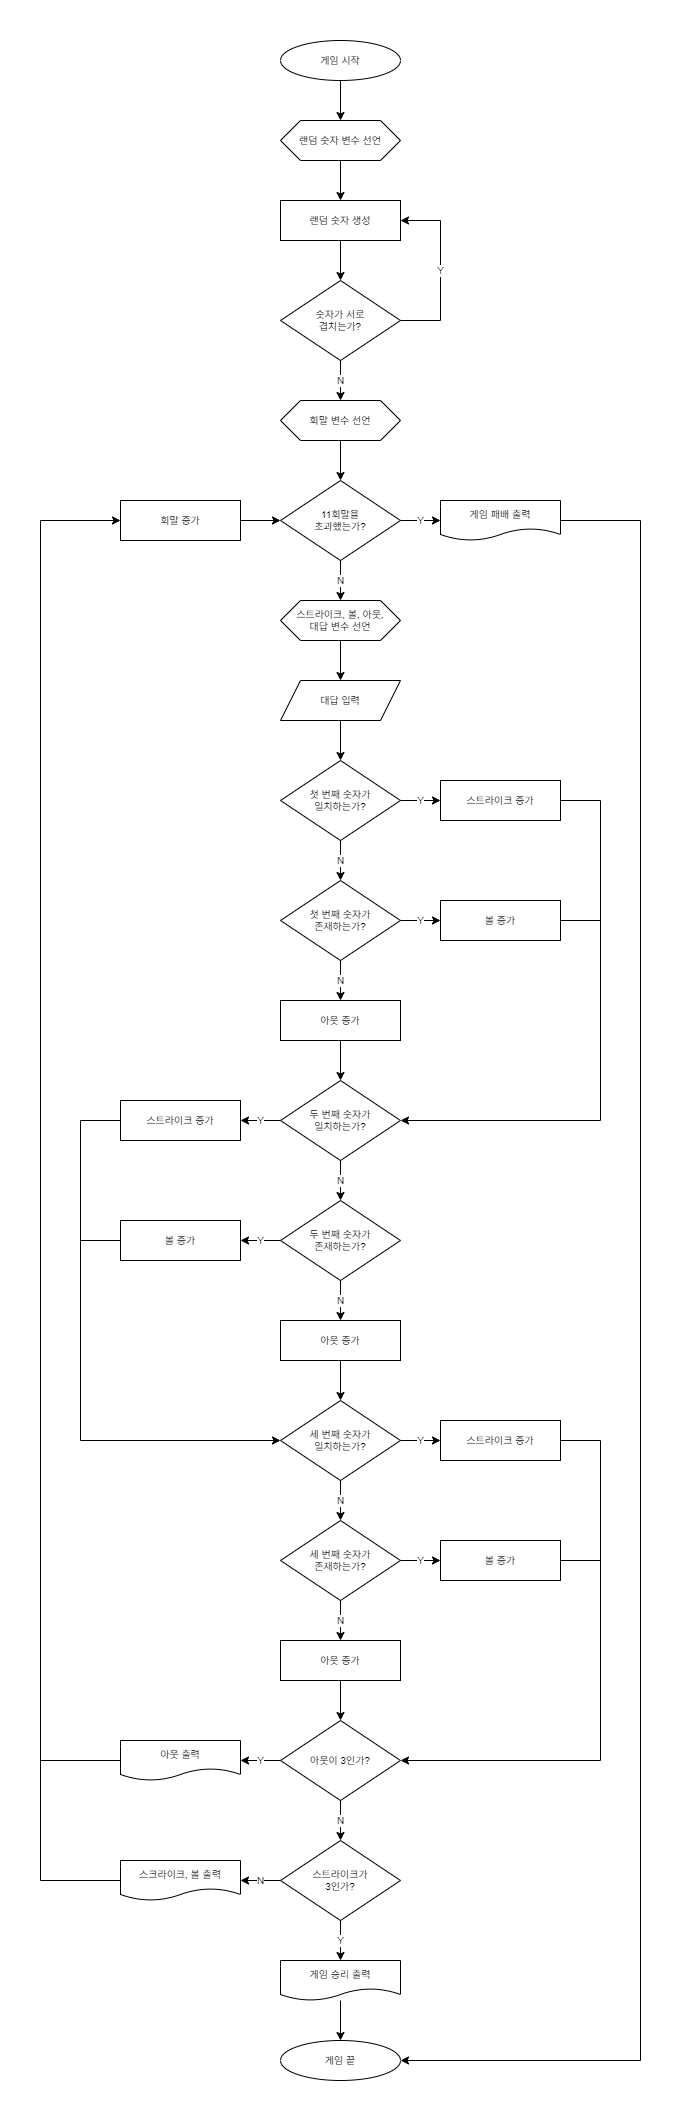 게임 시작
랜덤 숫자 변수 선언
랜덤 숫자 생성
Y
숫자가 서로
겹치는가?
N
회말 변수 선언
회말 증가
11회말을
초과했는가?
Y
게임 패배 출력
N
스트라이크, 볼, 아웃,
대답 변수 선언
대답 입력
첫 번째 숫자가
일치하는가?
Y
스트라이크 증가
N
첫 번째 숫자가
존재하는가?
Y
볼 증가
N
아웃 증가
스트라이크 증가
Y
두 번째 숫자가
일치하는가?
N
볼 증가
Y
두 번째 숫자가
존재하는가?
N
아웃 증가
세 번째 숫자가
일치하는가?
Y
스트라이크 증가
N
세 번째 숫자가
존재하는가?
Y
볼 증가
N
아웃 증가
아웃 출력
Y
아웃이 3인가?
N
스크라이크, 볼 출력
N
스트라이크가
3인가?
Y
게임 승리 출력
게임 끝